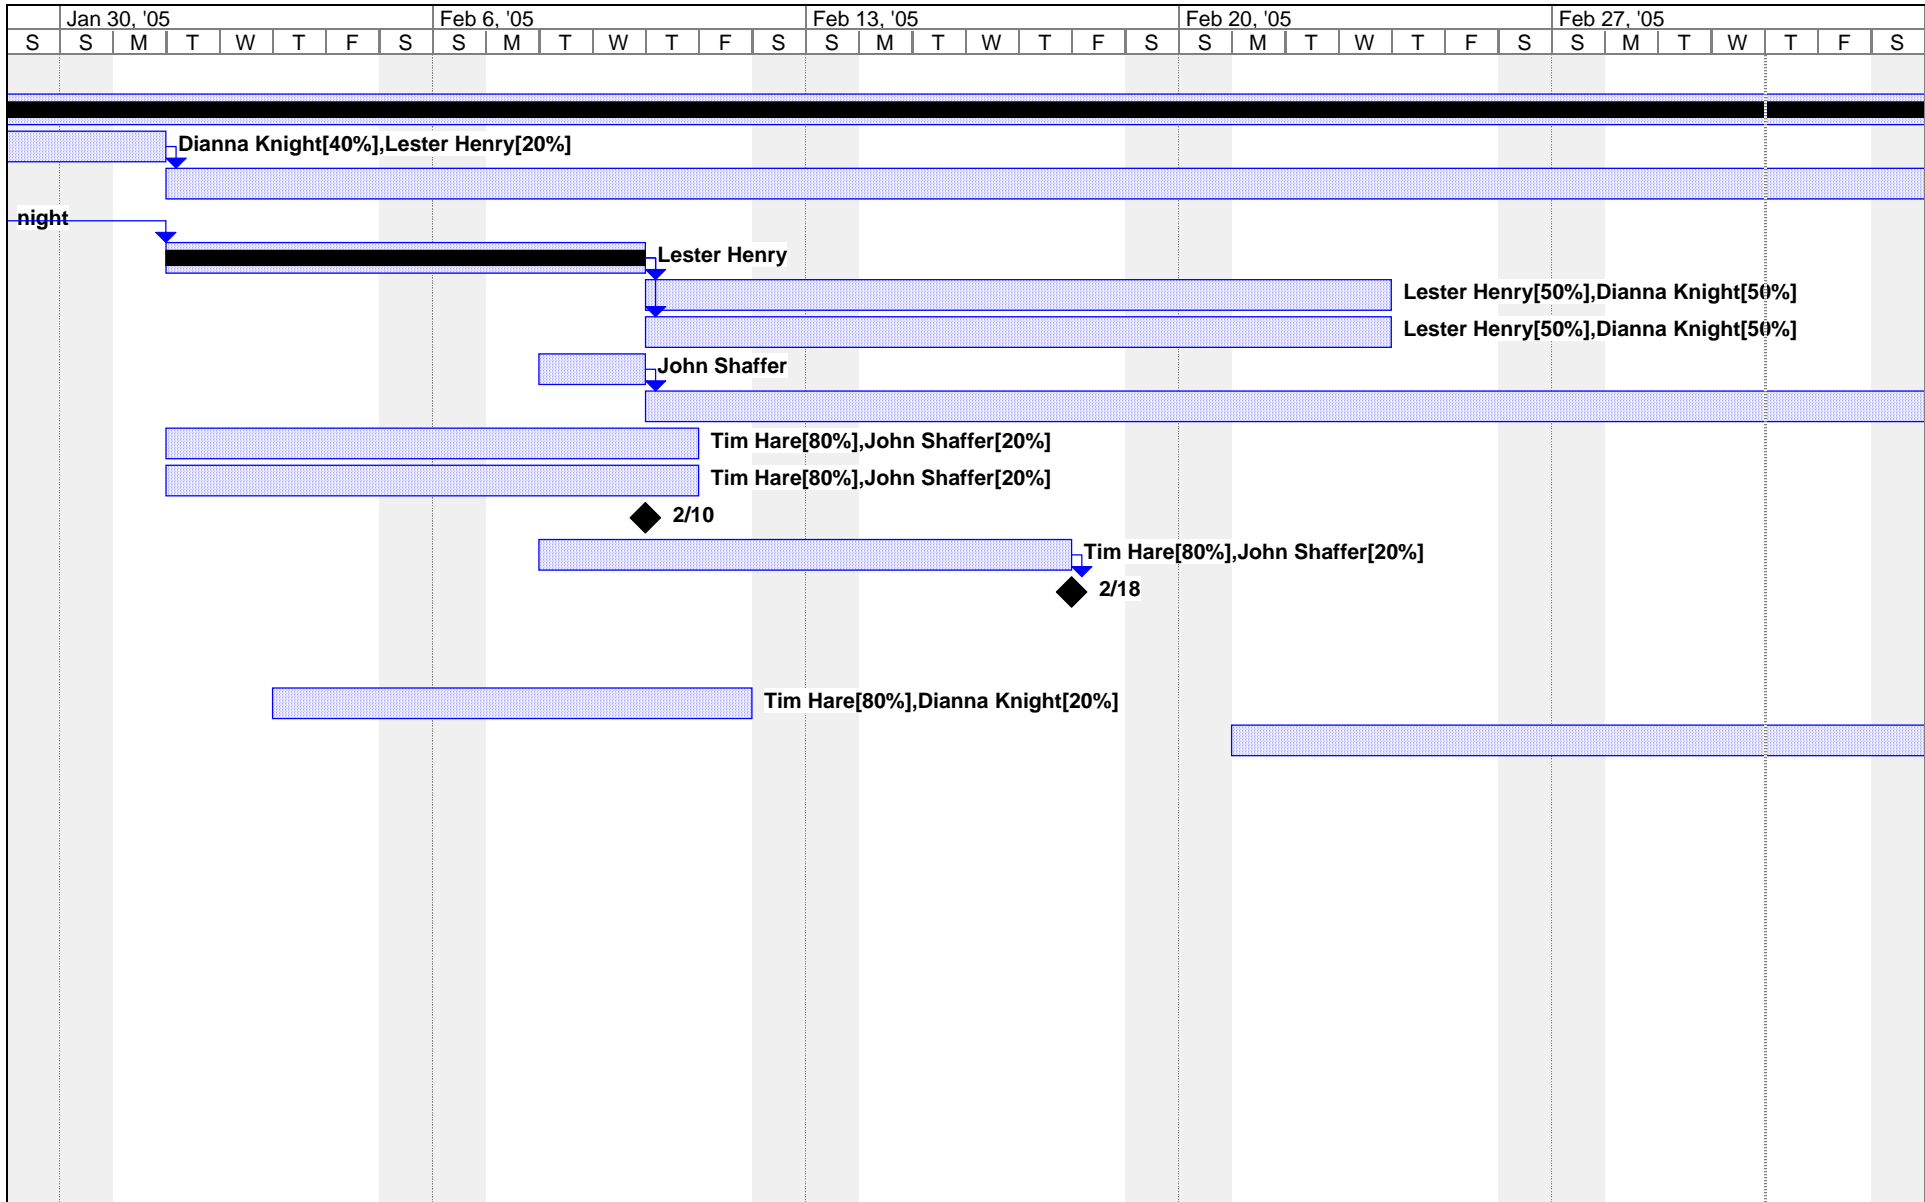 Jan 30, '05 Feb 6, '05 Feb 13, '05 Feb 20, '05 Feb 27, '05
S S M T W T F S S M T W T F S S M T W T F S S M T W T F S S M T W T F S
Dianna Knight[40%],Lester Henry[20%]
night
Lester Henry
Lester Henry[50%],Dianna Knight[50%]
Lester Henry[50%],Dianna Knight[50%]
John Shaffer
Tim Hare[80%],John Shaffer[20%]
Tim Hare[80%],John Shaffer[20%]
2/10
Tim Hare[80%],John Shaffer[20%]
2/18
Tim Hare[80%],Dianna Knight[20%]